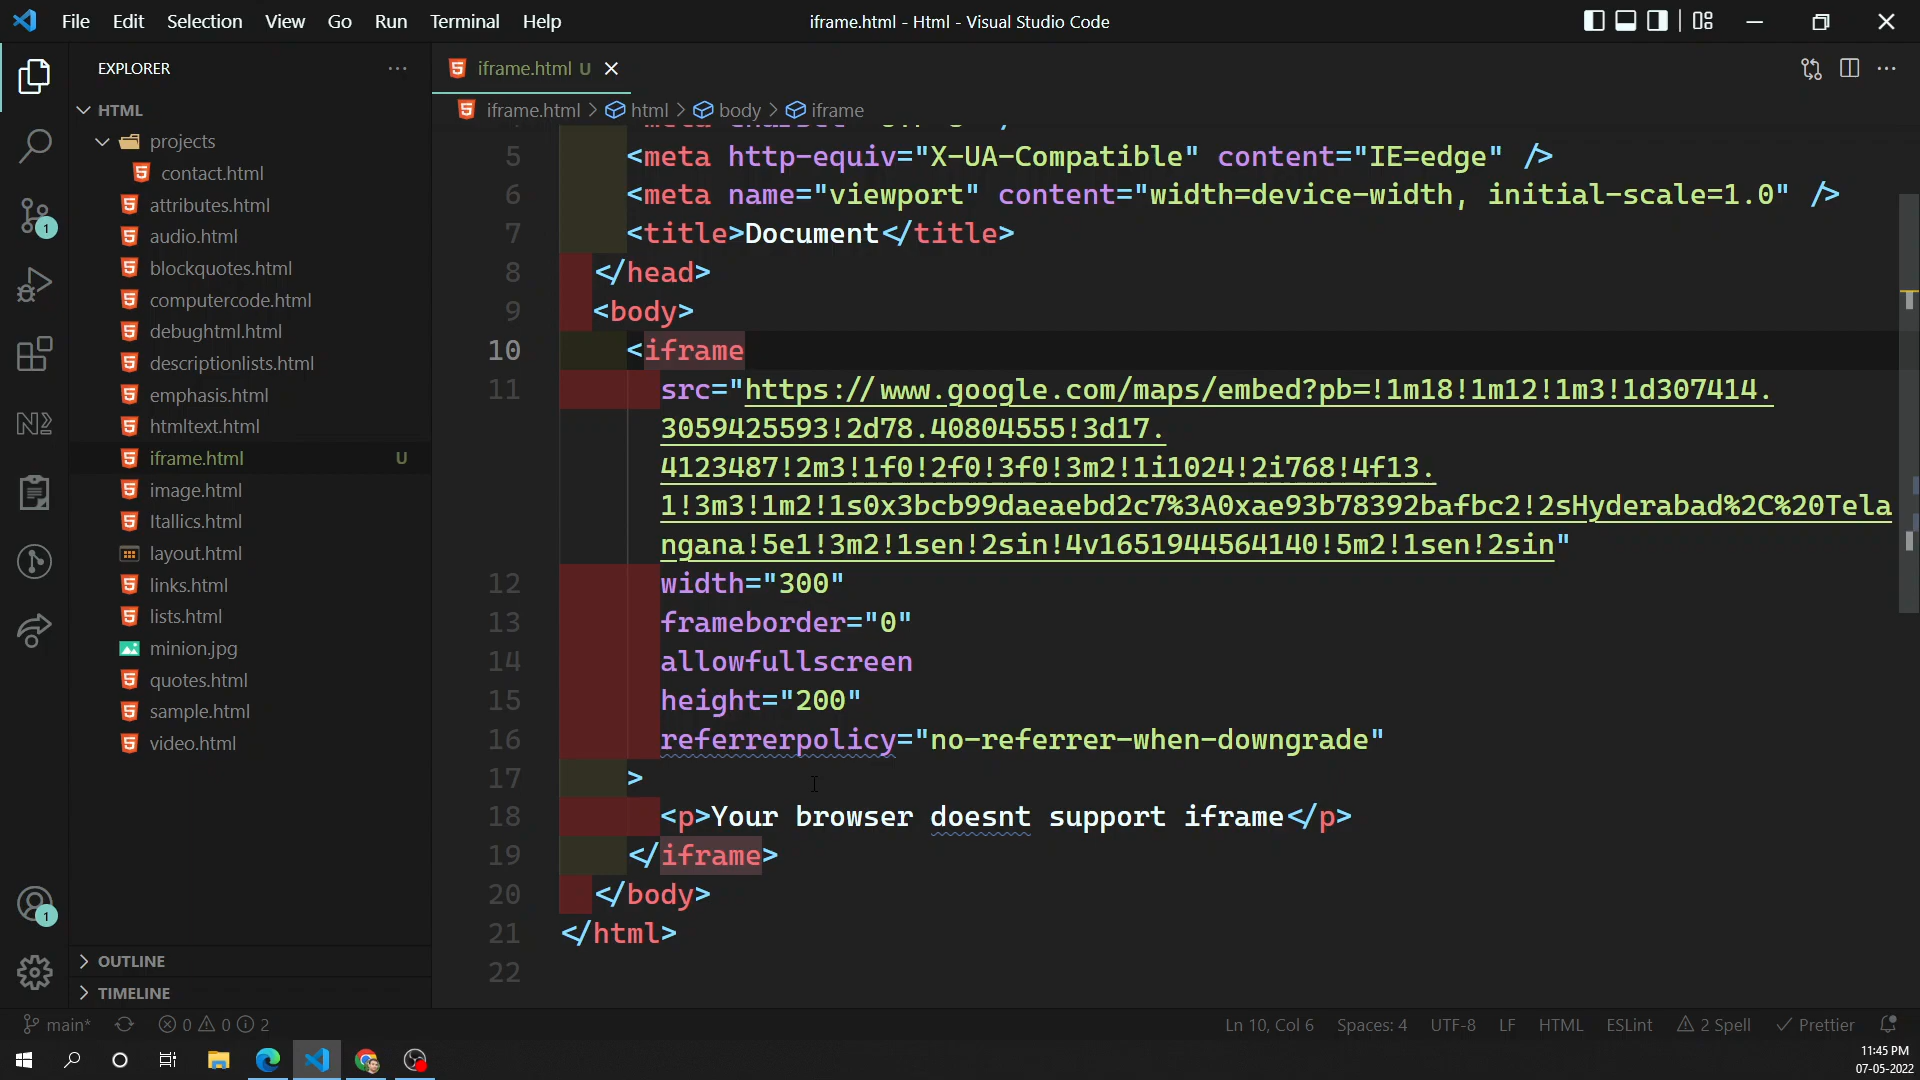 File Edit Selection View Go Run Terminal Help
iframe.html - Html - Visual Studio Code
EXPLORER
HTML
projects
contact.html
attributes.html
audio.html
blockquotes.html
computercode.html
debughtml.html
descriptionlists.html
emphasis.html
htmltext.html
iframe.html U
image.html
Itallics.html
layout.html
links.html
lists.html
minion.jpg
quotes.html
sample.html
video.html
OUTLINE
TIMELINE
iframe.html U
iframe.html > html > body > iframe
5 <meta http-equiv="X-UA-Compatible" content="IE=edge" />
6 <meta name="viewport" content="width=device-width, initial-scale=1.0" />
7 <title>Document</title>
8 </head>
9 <body>
10 <iframe
11 src="https://www.google.com/maps/embed?pb=!1m18!1m12!1m3!1d307414.
3059425593!2d78.40804555!3d17.
4123487!2m3!1f0!2f0!3f0!3m2!1i1024!2i768!4f13.
1!3m3!1m2!1s0x3bcb99daeaebd2c7%3A0xae93b78392bafbc2!2sHyderabad%2C%20Tela
ngana!5e1!3m2!1sen!2sin!4v1651944564140!5m2!1sen!2sin"
12 width="300"
13 frameborder="0"
14 allowfullscreen
15 height="200"
16 referrerpolicy="no-referrer-when-downgrade"
17 >
18 <p>Your browser doesnt support iframe</p>
19 </iframe>
20 </body>
21 </html>
22
main* 0 0 2
Ln 10, Col 6 Spaces: 4 UTF-8 LF HTML ESLint 2 Spell Prettier
11:45 PM
07-05-2022